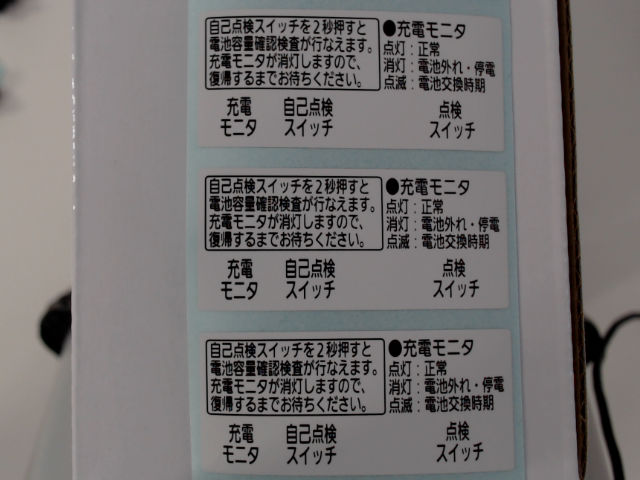 自己点検スイッチを2秒押すと
電池容量確認検査が行なえます。
充電モニタが消灯しますので、
復帰するまでお待ちください。
●充電モニタ
点灯：正常
消灯：電池外れ・停電
点滅：電池交換時期
充電 自己点検 点検
モニタ スイッチ スイッチ
自己点検スイッチを2秒押すと
電池容量確認検査が行なえます。
充電モニタが消灯しますので、
復帰するまでお待ちください。
●充電モニタ
点灯：正常
消灯：電池外れ・停電
点滅：電池交換時期
充電 自己点検 点検
モニタ スイッチ スイッチ
自己点検スイッチを2秒押すと
電池容量確認検査が行なえます。
充電モニタが消灯しますので、
復帰するまでお待ちください。
●充電モニタ
点灯：正常
消灯：電池外れ・停電
点滅：電池交換時期
充電 自己点検 点検
モニタ スイッチ スイッチ